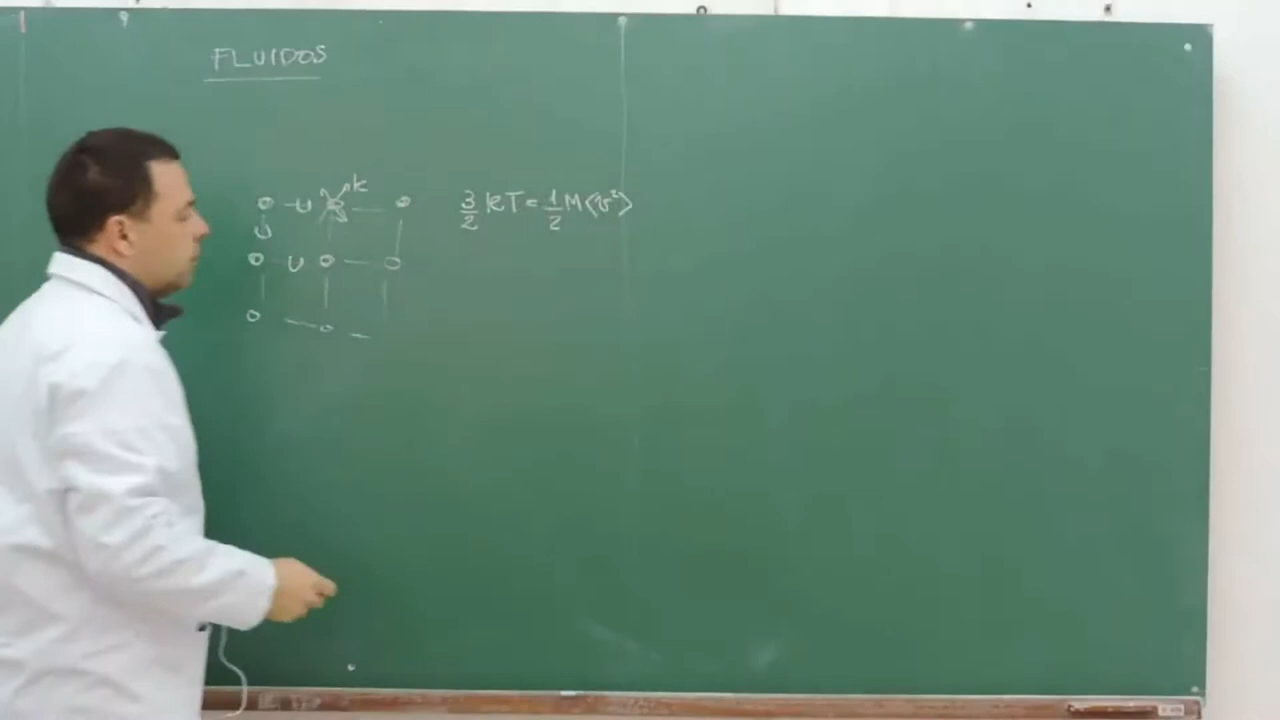 FLUIDOS
k
U
3/2 kT = 1/2 M<v²>
U
U